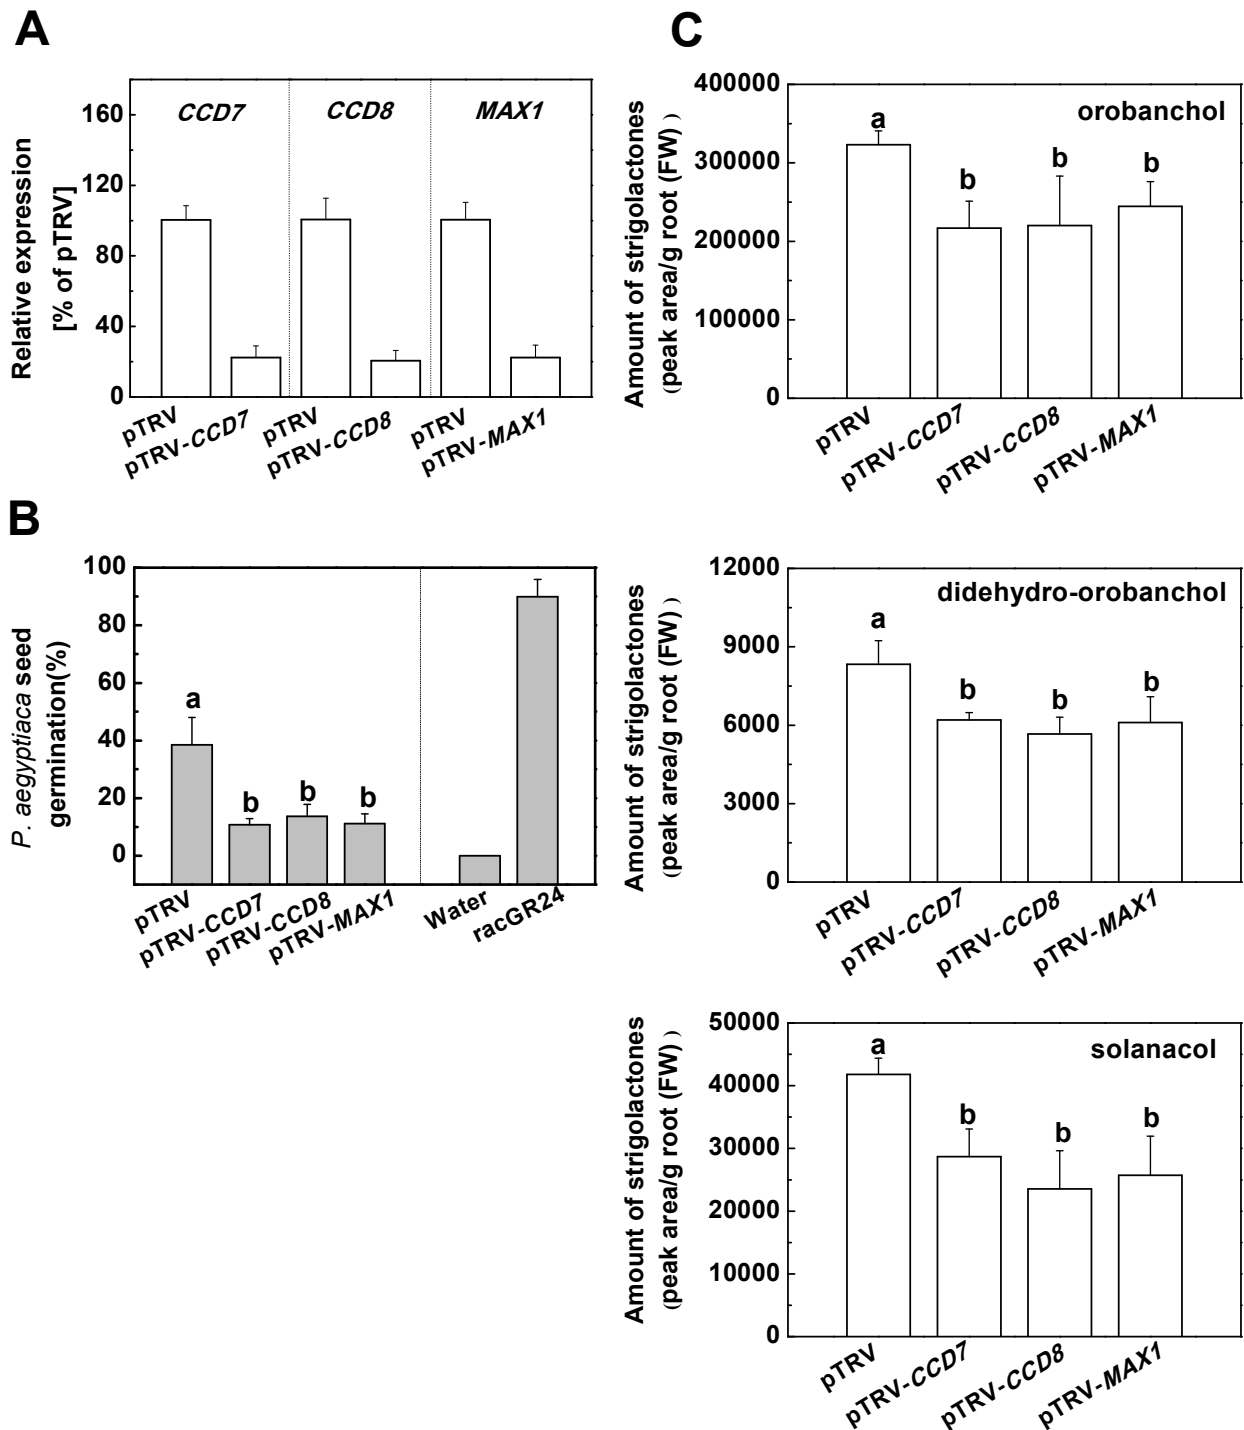 A
Relative expression
[% of pTRV]
160
120
80
40
0
CCD7
CCD8
MAX1
pTRV
pTRV-CCD7
pTRV
pTRV-CCD8
pTRV
pTRV-MAX1
B
P. aegyptiaca seed
germination(%)
100
80
60
40
20
0
a
b
b
b
pTRV
pTRV-CCD7
pTRV-CCD8
pTRV-MAX1
Water
racGR24
C
Amount of strigolactones
(peak area/g root (FW) )
400000
300000
200000
100000
0
orobanchol
a
b
b
b
pTRV
pTRV-CCD7
pTRV-CCD8
pTRV-MAX1
Amount of strigolactones
(peak area/g root (FW) )
12000
9000
6000
3000
0
didehydro-orobanchol
a
b
b
b
pTRV
pTRV-CCD7
pTRV-CCD8
pTRV-MAX1
Amount of strigolactones
(peak area/g root (FW) )
50000
40000
30000
20000
10000
0
solanacol
a
b
b
b
pTRV
pTRV-CCD7
pTRV-CCD8
pTRV-MAX1